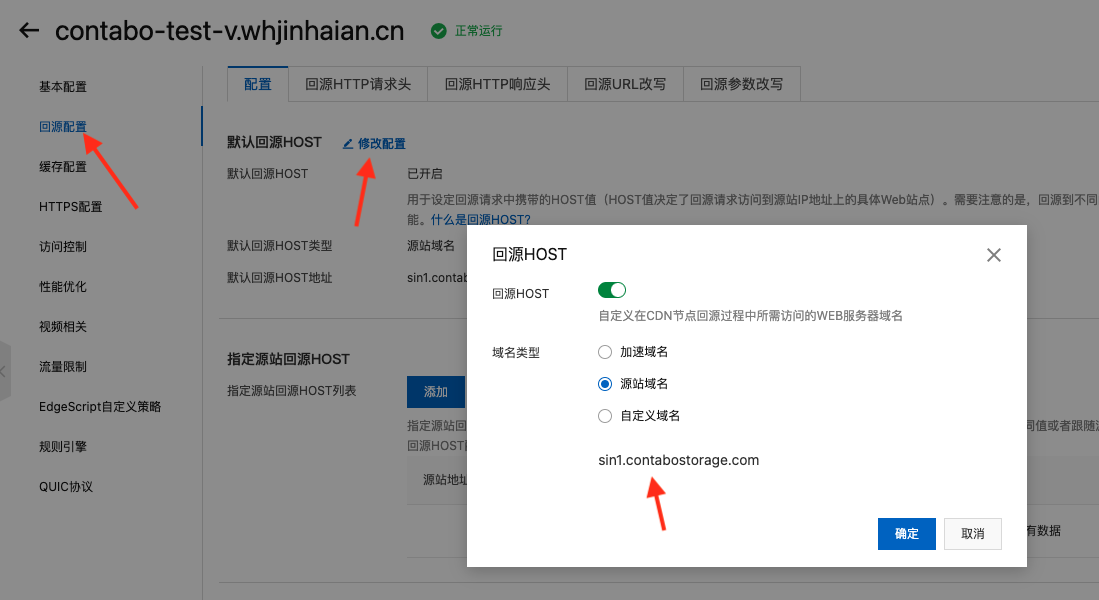 contabo-test-v.whjinhaian.cn 正常运行
基本配置
回源配置
缓存配置
HTTPS配置
访问控制
性能优化
视频相关
流量限制
EdgeScript自定义策略
规则引擎
QUIC协议
配置 回源HTTP请求头 回源HTTP响应头 回源URL改写 回源参数改写
默认回源HOST 修改配置
默认回源HOST 已开启
用于设定回源请求中携带的HOST值（HOST值决定了回源请求访问到源站IP地址上的具体Web站点）。需要注意的是，回源到不同
能。什么是回源HOST?
默认回源HOST类型 源站域名
默认回源HOST地址 sin1.contab
指定源站回源HOST
指定源站回源HOST列表 添加
指定源站回 同值或者跟随源
回源HOST
源站地址
有数据
回源HOST
回源HOST
自定义在CDN节点回源过程中所需访问的WEB服务器域名
域名类型 加速域名
源站域名
自定义域名
sin1.contabostorage.com
确定 取消